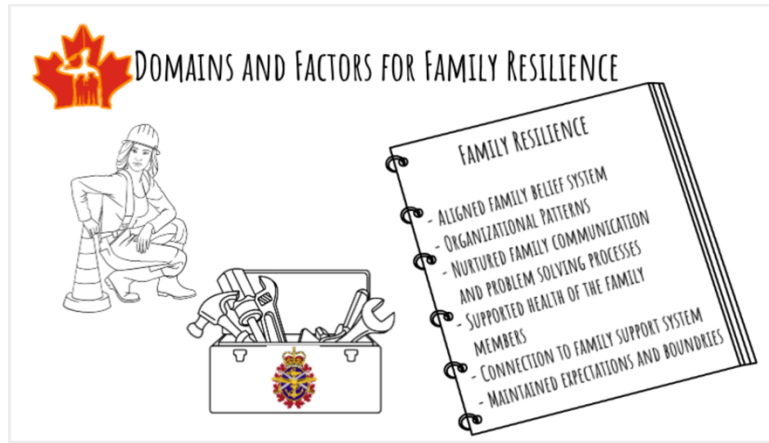 Domains and Factors for Family Resilience
Family Resilience
- Aligned family belief system
- Organizational Patterns
- Nurtured family communication
and problem solving processes
- Supported health of the family
members
- Connection to family support system
- Maintained expectations and boundries